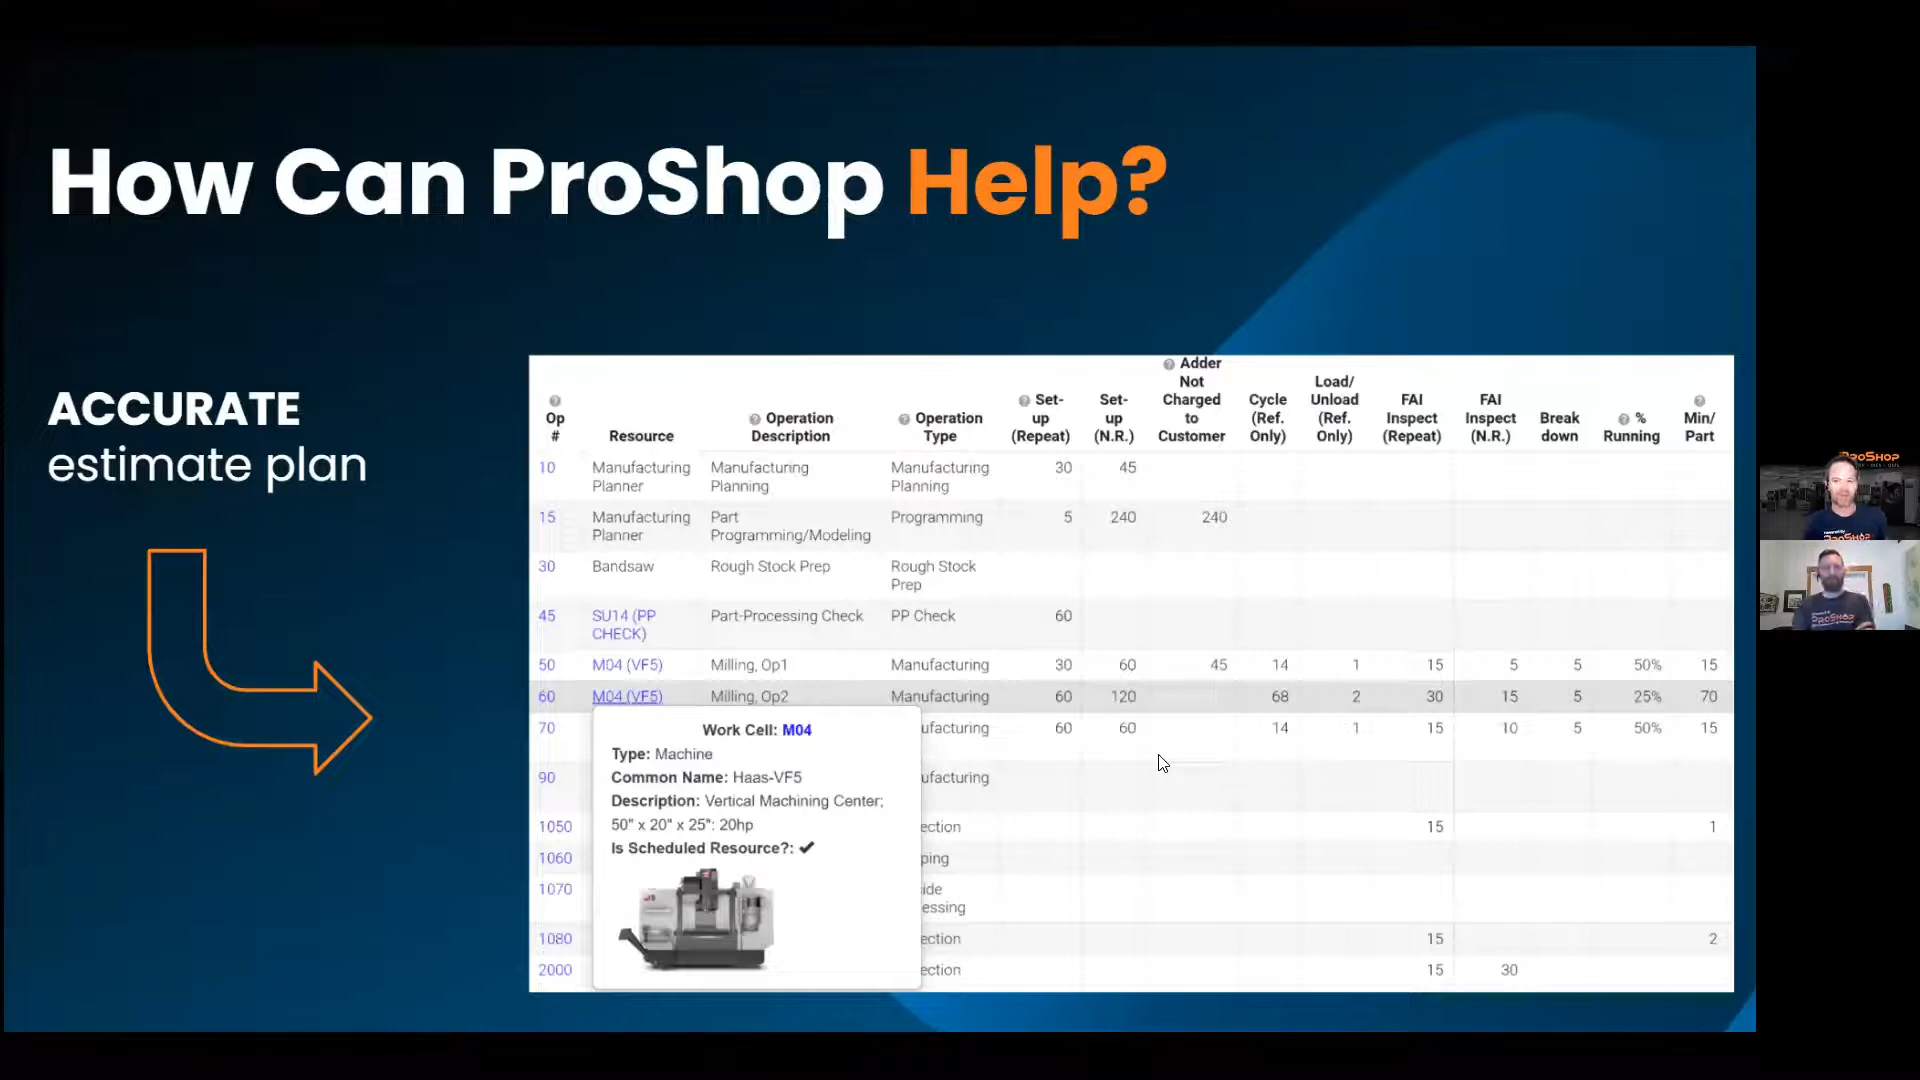 How Can ProShop Help?
ACCURATE
estimate plan
Op #	Resource	Operation Description	Operation Type	Set-up (Repeat)	Set-up (N.R.)	Adder Not Charged to Customer	Cycle (Ref. Only)	Load/Unload (Ref. Only)	FAI Inspect (Repeat)	FAI Inspect (N.R.)	Break down	% Running	Min/Part
10	Manufacturing Planner	Manufacturing Planning	Manufacturing Planning	30	45
15	Manufacturing Planner	Part Programming/Modeling	Programming	5	240	240
30	Bandsaw	Rough Stock Prep	Rough Stock Prep
45	SU14 (PP CHECK)	Part-Processing Check	PP Check	60
50	M04 (VF5)	Milling, Op1	Manufacturing	30	60	45	14	1	15	5	5	50%	15
60	M04 (VF5)	Milling, Op2	Manufacturing	60	120	68	2	30	15	5	25%	70
70	ufacturing	60	60	14	1	15	10	5	50%	15
90	ufacturing
1050	ection	15	1
1060	ping
1070	ide essing
1080	ection	15	2
2000	ection	15	30
Work Cell: M04
Type: Machine
Common Name: Haas-VF5
Description: Vertical Machining Center;
50" x 20" x 25": 20hp
Is Scheduled Resource?: ✔
PROSHOP
PROSHOP
PROSHOP